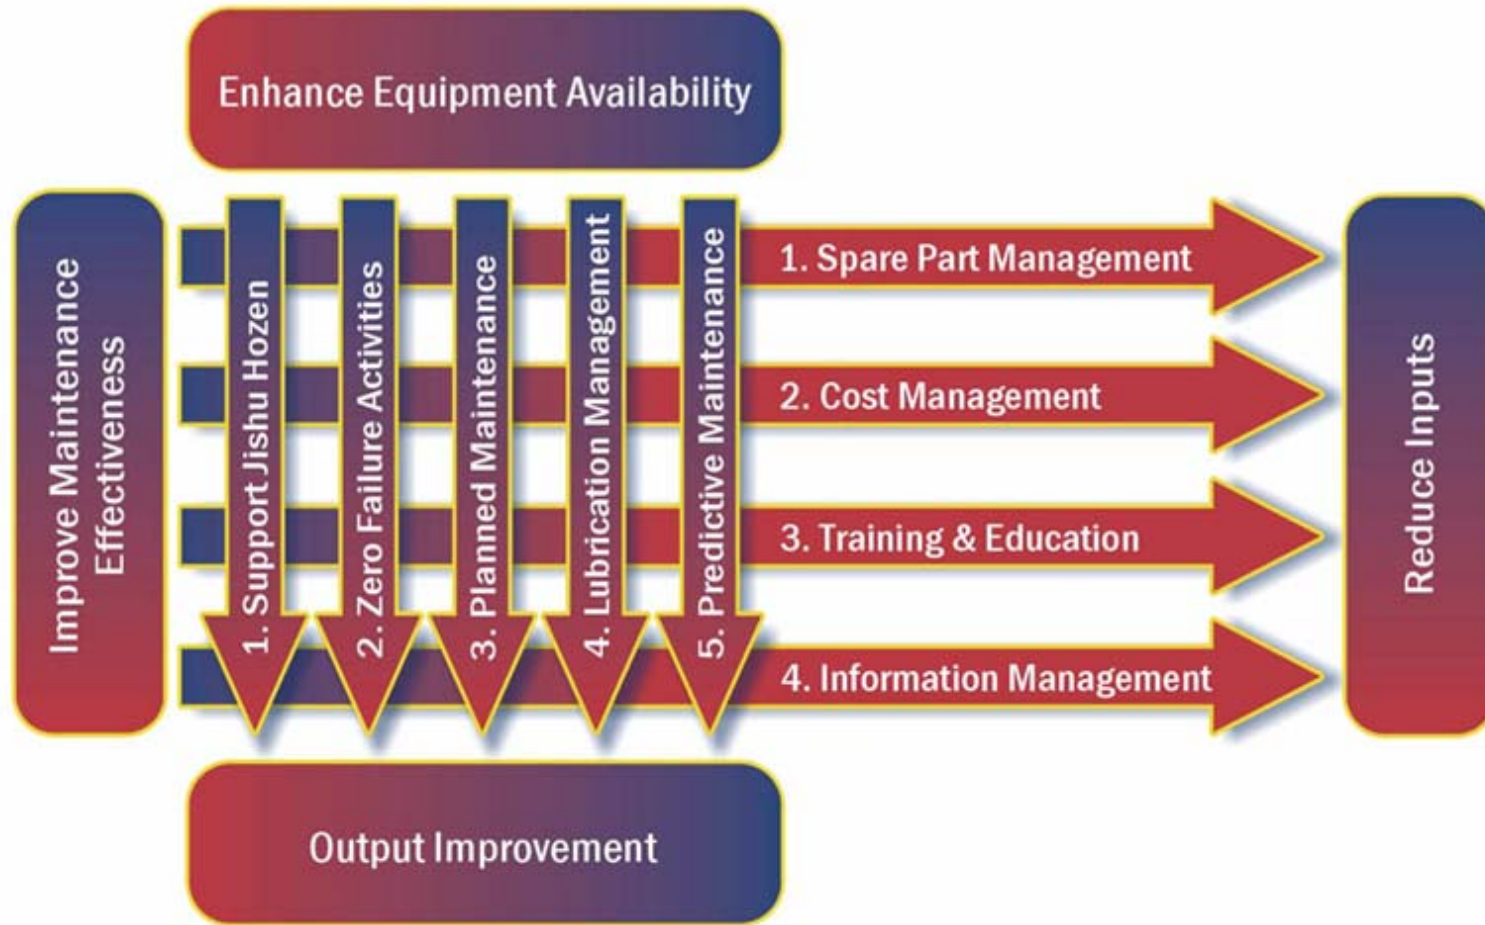 Enhance Equipment Availability
Improve Maintenance
Effectiveness
1. Support Jishu Hozen
2. Zero Failure Activities
3. Planned Maintenance
4. Lubrication Management
5. Predictive Maintenance
1. Spare Part Management
2. Cost Management
3. Training & Education
4. Information Management
Reduce Inputs
Output Improvement